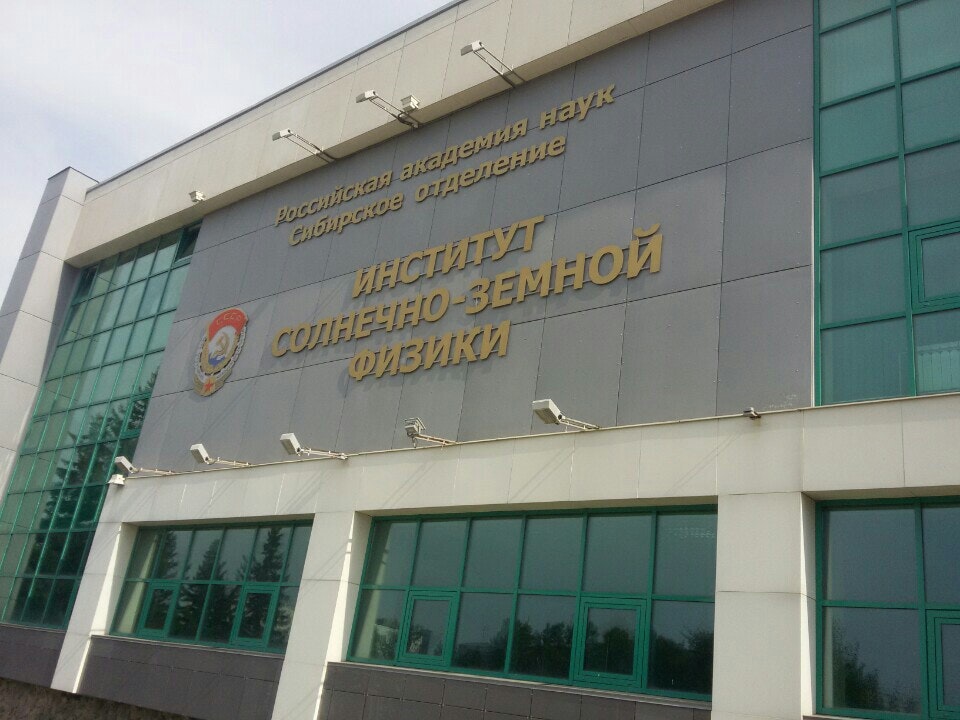 Российская академия наук
Сибирское отделение
ИНСТИТУТ
СОЛНЕЧНО-ЗЕМНОЙ
ФИЗИКИ